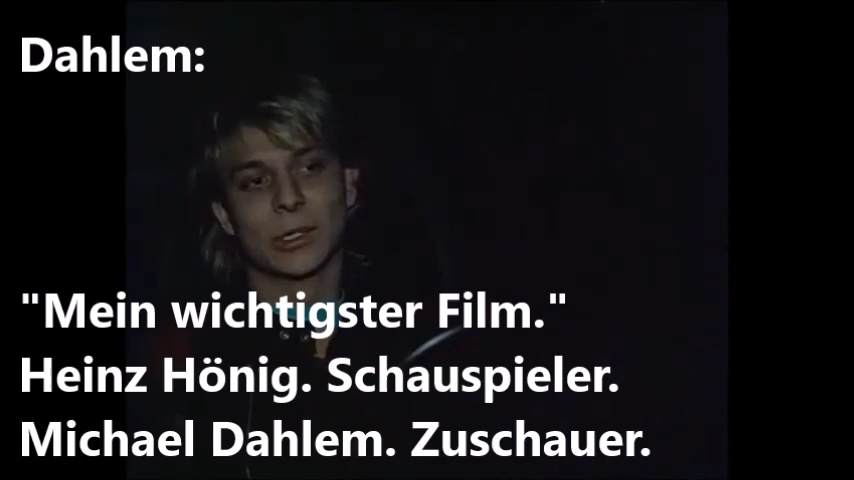 Dahlem:
"Mein wichtigster Film."
Heinz Hönig. Schauspieler.
Michael Dahlem. Zuschauer.